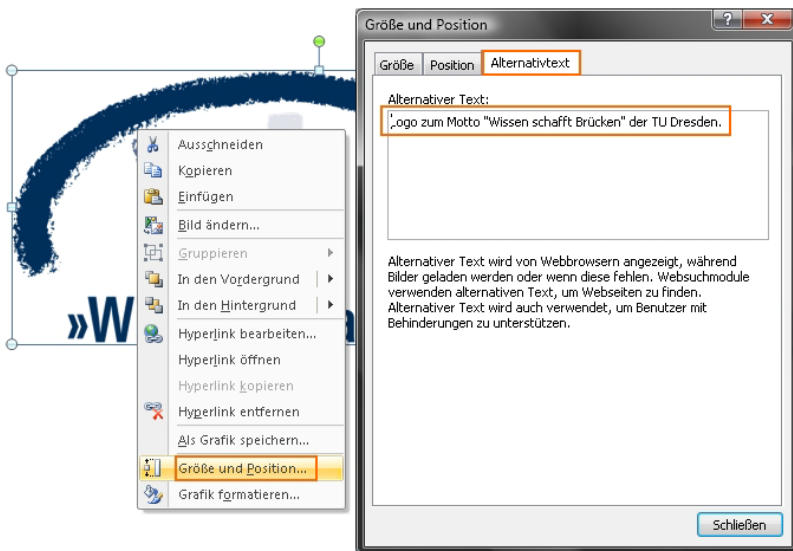 »W
a
Ausschneiden
Kopieren
Einfügen
Bild ändern...
Gruppieren
In den Vordergrund
In den Hintergrund
Hyperlink bearbeiten...
Hyperlink öffnen
Hyperlink kopieren
Hyperlink entfernen
Als Grafik speichern...
Größe und Position...
Grafik formatieren...
Größe und Position
Größe Position Alternativtext
Alternativer Text:
Logo zum Motto "Wissen schafft Brücken" der TU Dresden.
Alternativer Text wird von Webbrowsern angezeigt, während
Bilder geladen werden oder wenn diese fehlen. Websuchmodule
verwenden alternativen Text, um Webseiten zu finden.
Alternativer Text wird auch verwendet, um Benutzer mit
Behinderungen zu unterstützen.
Schließen